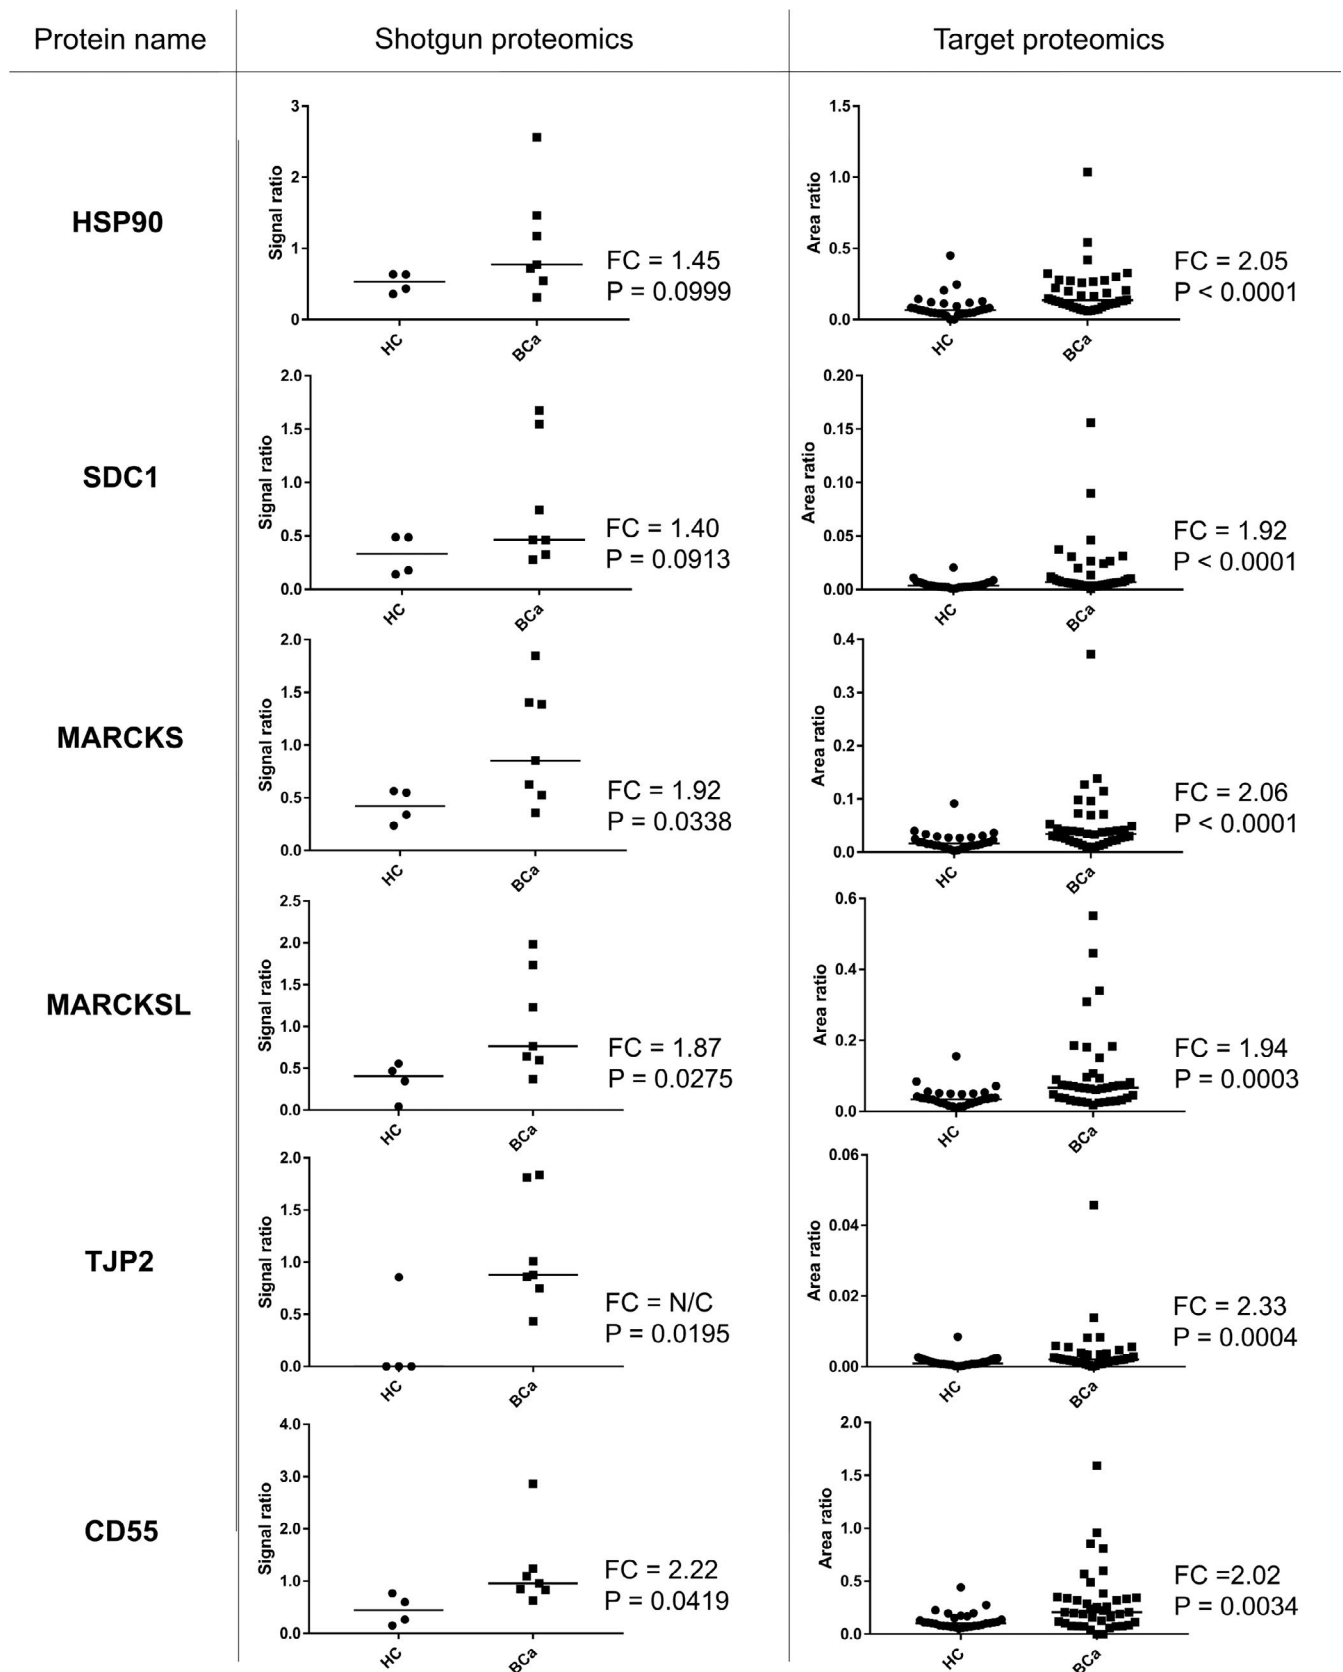 Protein name
Shotgun proteomics
Target proteomics
HSP90
Signal ratio
3
2
1
0
HC
BCa
FC = 1.45
P = 0.0999
Area ratio
1.5
1.0
0.5
0.0
HC
BCa
FC = 2.05
P < 0.0001
SDC1
Signal ratio
2.0
1.5
1.0
0.5
0.0
HC
BCa
FC = 1.40
P = 0.0913
Area ratio
0.20
0.15
0.10
0.05
0.00
HC
BCa
FC = 1.92
P < 0.0001
MARCKS
Signal ratio
2.0
1.5
1.0
0.5
0.0
HC
BCa
FC = 1.92
P = 0.0338
Area ratio
0.4
0.3
0.2
0.1
0.0
HC
BCa
FC = 2.06
P < 0.0001
MARCKSL
Signal ratio
2.5
2.0
1.5
1.0
0.5
0.0
HC
BCa
FC = 1.87
P = 0.0275
Area ratio
0.6
0.4
0.2
0.0
HC
BCa
FC = 1.94
P = 0.0003
TJP2
Signal ratio
2.0
1.5
1.0
0.5
0.0
HC
BCa
FC = N/C
P = 0.0195
Area ratio
0.06
0.04
0.02
0.00
HC
BCa
FC = 2.33
P = 0.0004
CD55
Signal ratio
4.0
3.0
2.0
1.0
0.0
HC
BCa
FC = 2.22
P = 0.0419
Area ratio
2.0
1.5
1.0
0.5
0.0
HC
BCa
FC =2.02
P = 0.0034